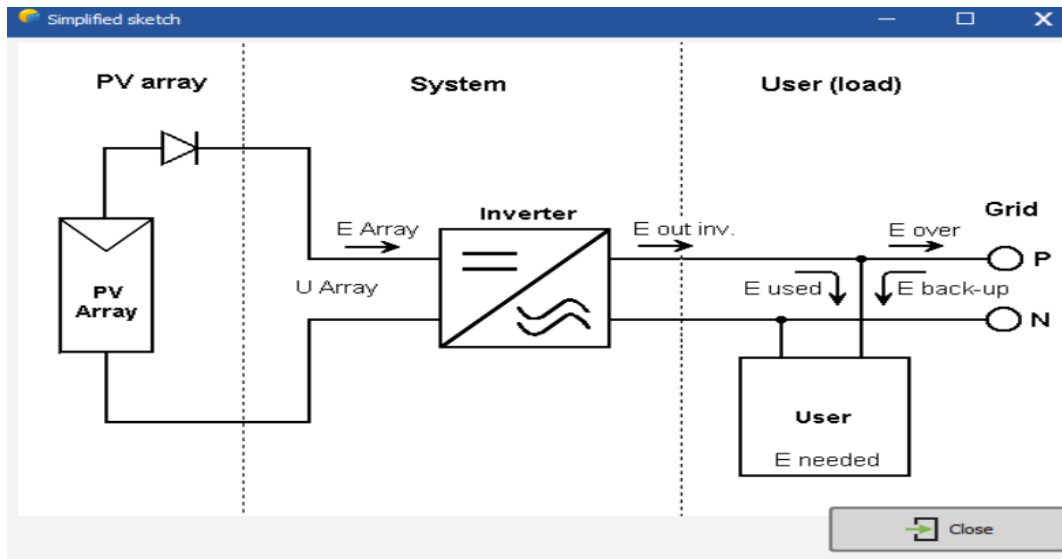 Simplified sketch
PV array
System
User (load)
Inverter
Grid
E Array
E out inv.
E over
P
U Array
E used
E back-up
PV
Array
N
User
E needed
Close